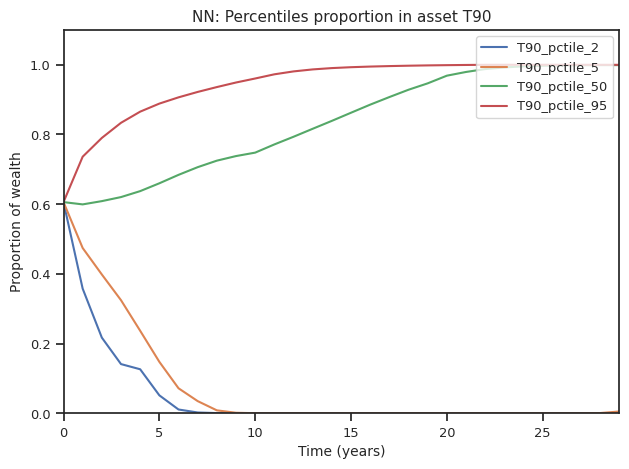 NN: Percentiles proportion in asset T90
T90_pctile_2
T90_pctile_5
T90_pctile_50
T90_pctile_95
Proportion of wealth
1.0
0.8
0.6
0.4
0.2
0.0
0 5 10 15 20 25
Time (years)